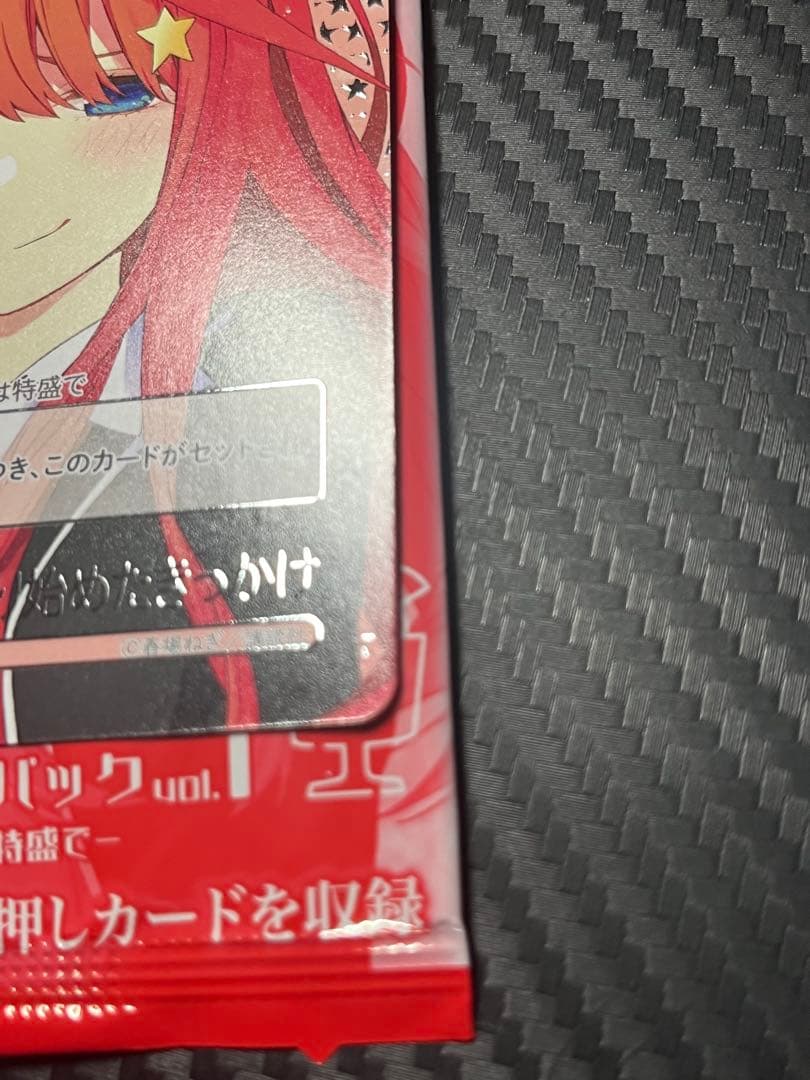 は特盛で
つき、このカードがセット
始めたきっかけ
©春場ねぎ
パック vol.1
特盛でー
押しカードを収録